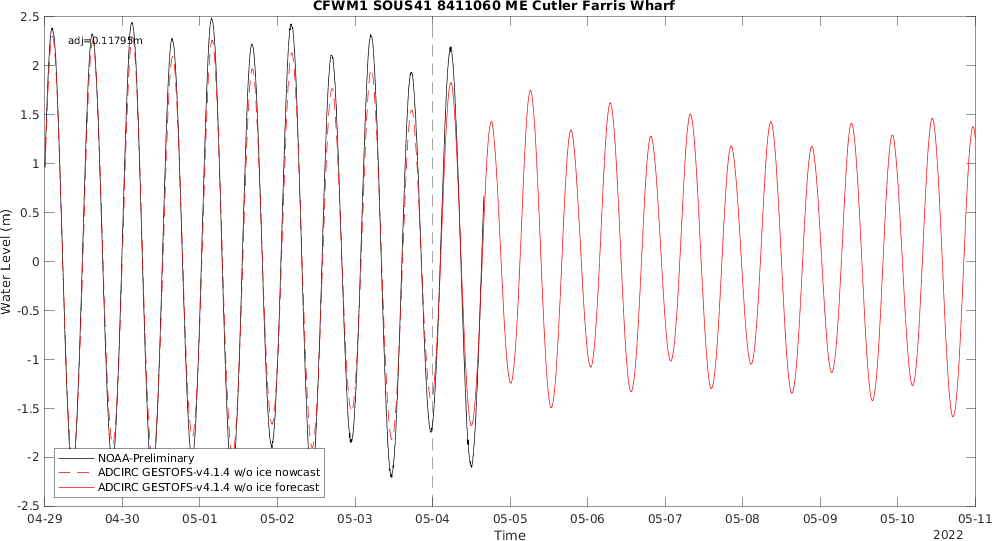 CFWM1 SOUS41 8411060 ME Cutler Farris Wharf
adj=0.11795m
2.5
2
1.5
1
0.5
0
-0.5
-1
-1.5
-2
-2.5
Water Level (m)
NOAA-Preliminary
ADCIRC GESTOFS-v4.1.4 w/o ice nowcast
ADCIRC GESTOFS-v4.1.4 w/o ice forecast
04-29 04-30 05-01 05-02 05-03 05-04 05-05 05-06 05-07 05-08 05-09 05-10 05-11
Time
2022